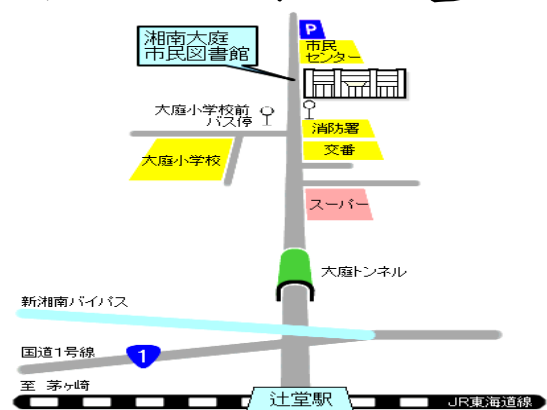 P
湘南大庭
市民図書館
市民
センター
大庭小学校前
バス停
消防署
交番
大庭小学校
スーパー
大庭トンネル
新湘南バイパス
国道1号線
1
至 茅ヶ崎
辻堂駅
JR東海道線